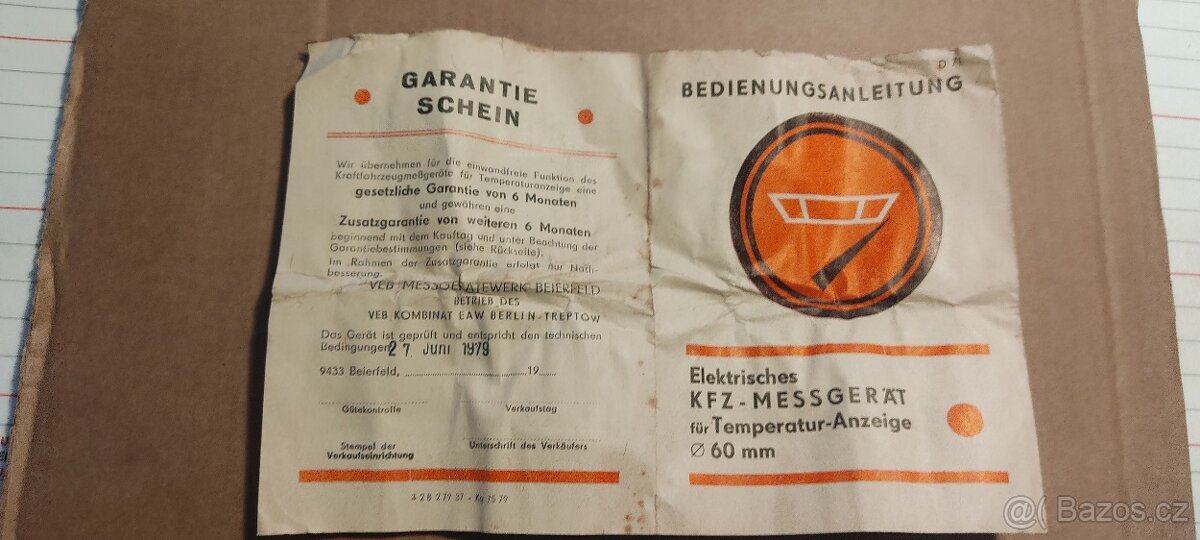 GARANTIE
SCHEIN
Wir übernehmen für die einwandfreie Funktion des
Kraftfahrzeugmeßgeräte für Temperaturanzeige eine
gesetzliche Garantie von 6 Monaten
und gewähren eine
Zusatzgarantie von weiteren 6 Monaten
beginnend mit dem Kauftag und unter Beachtung der
Garantiebestimmungen (siehe Rückseite).
Im Rahmen der Zusatzgarantie erfolgt nur Nach-
besserung.
VEB MESSGERÄTEWERK BEIERFELD
BETRIEB DES
VEB KOMBINAT EAW BERLIN-TREPTOW
Das Gerät ist geprüft und entspricht den technischen
Bedingungen 27 Juni 1979
9433 Beierfeld, 19
Gütekontrolle Verkaufstag
Stempel der
Verkaufseinrichtung Unterschrift des Verkäufers
BEDIENUNGSANLEITUNG
Elektrisches
KFZ-MESSGERÄT
für Temperatur-Anzeige
Ø 60 mm
@( Bazos.cz